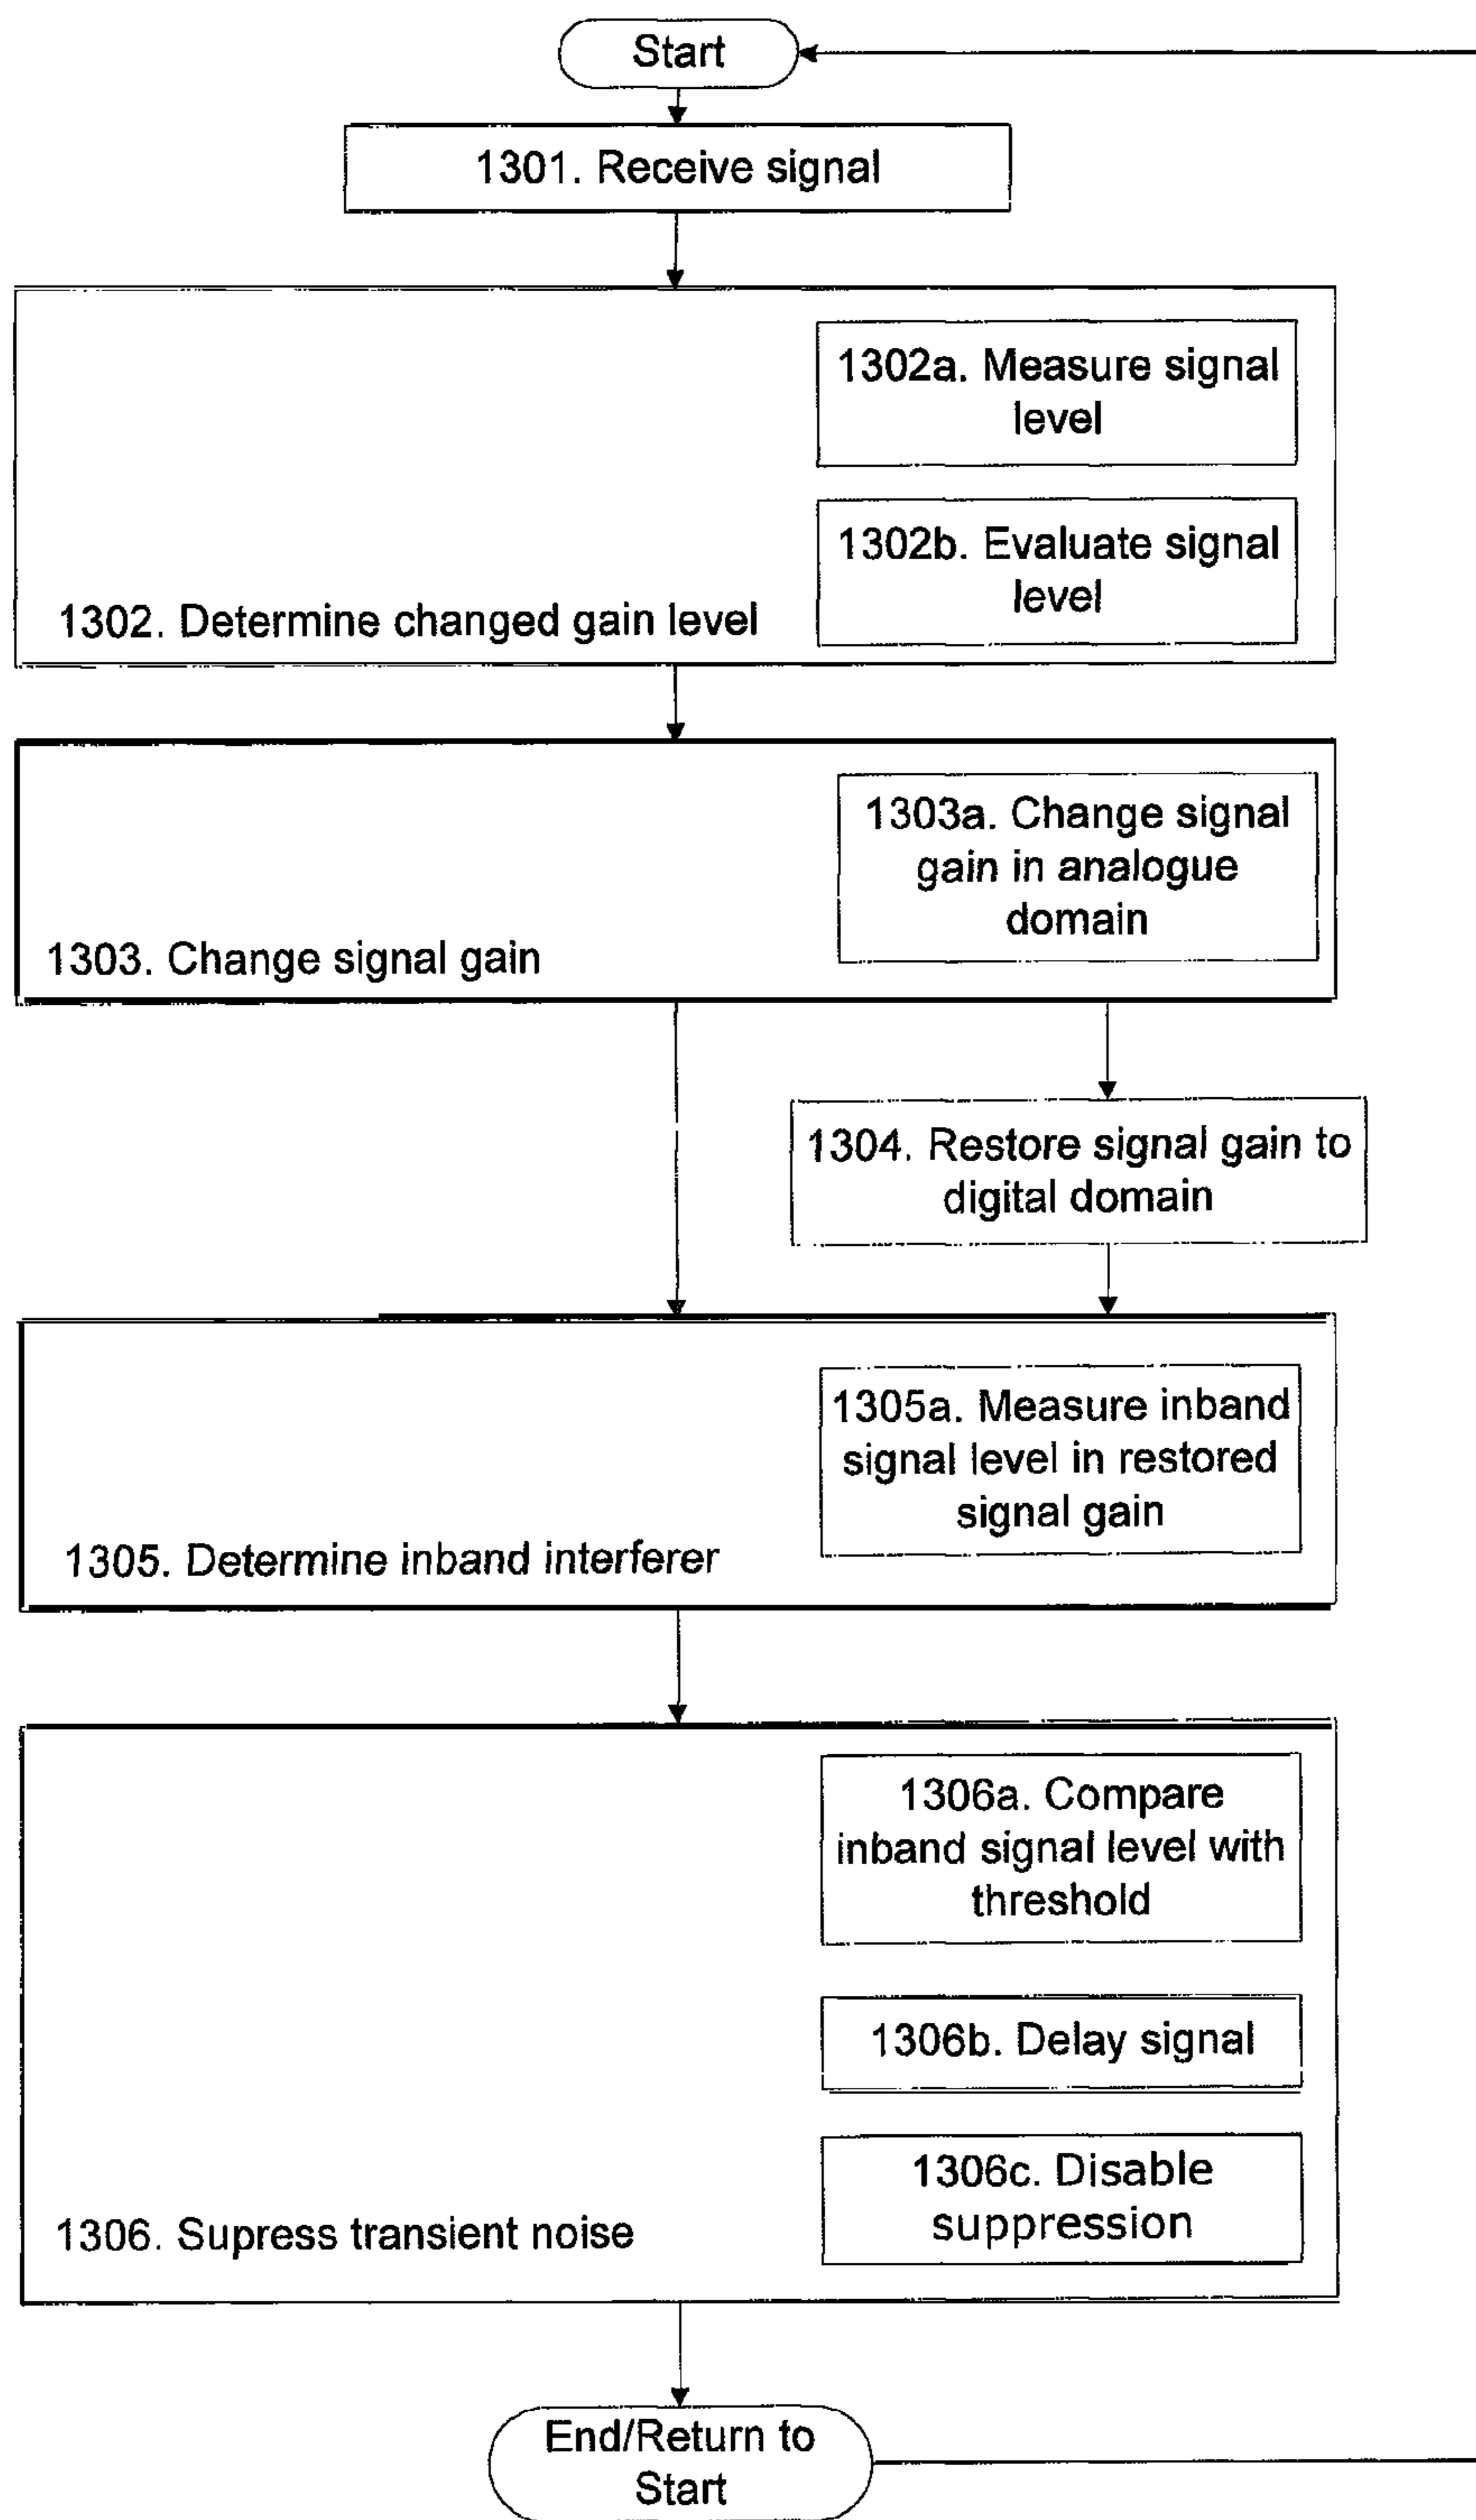 Start
1301. Receive signal
1302a. Measure signal
level
1302b. Evaluate signal
level
1302. Determine changed gain level
1303a. Change signal
gain in analogue
domain
1303. Change signal gain
1304. Restore signal gain to
digital domain
1305a. Measure inband
signal level in restored
signal gain
1305. Determine inband interferer
1306a. Compare
inband signal level with
threshold
1306b. Delay signal
1306c. Disable
suppression
1306. Supress transient noise
End/Return to
Start